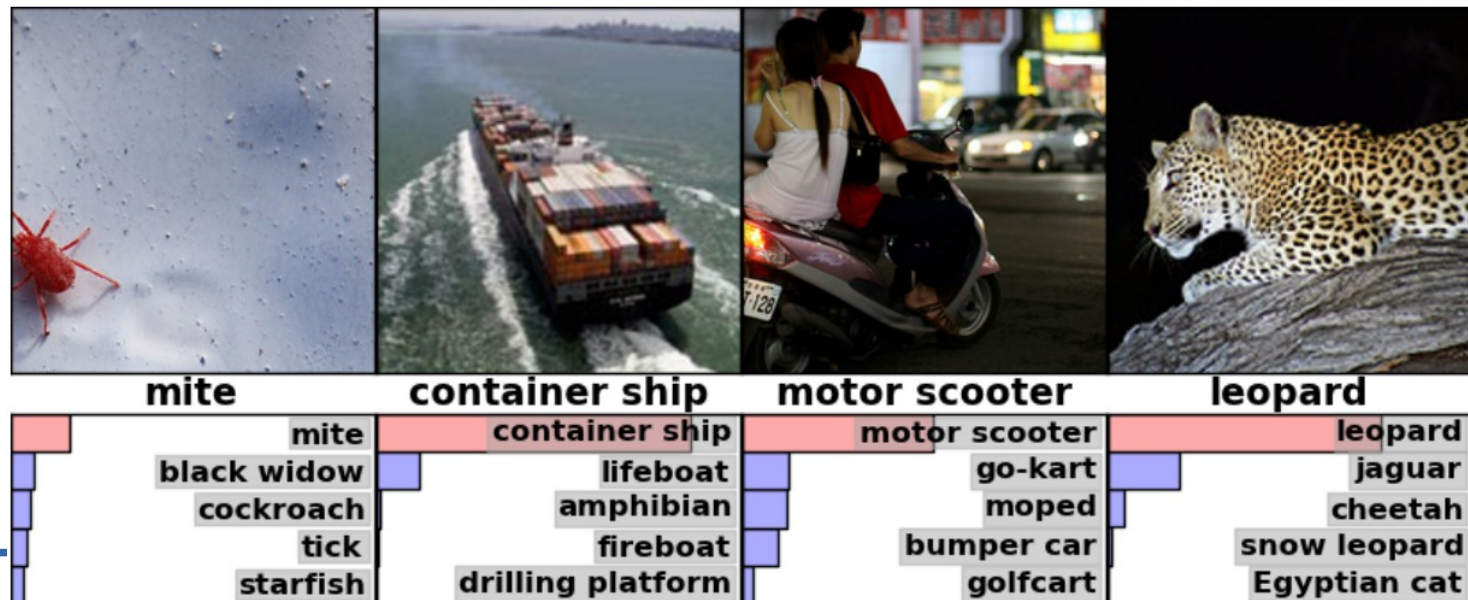 T-128
mite
container ship
motor scooter
leopard
mite
black widow
cockroach
tick
starfish
container ship
lifeboat
amphibian
fireboat
drilling platform
motor scooter
go-kart
moped
bumper car
golfcart
leopard
jaguar
cheetah
snow leopard
Egyptian cat